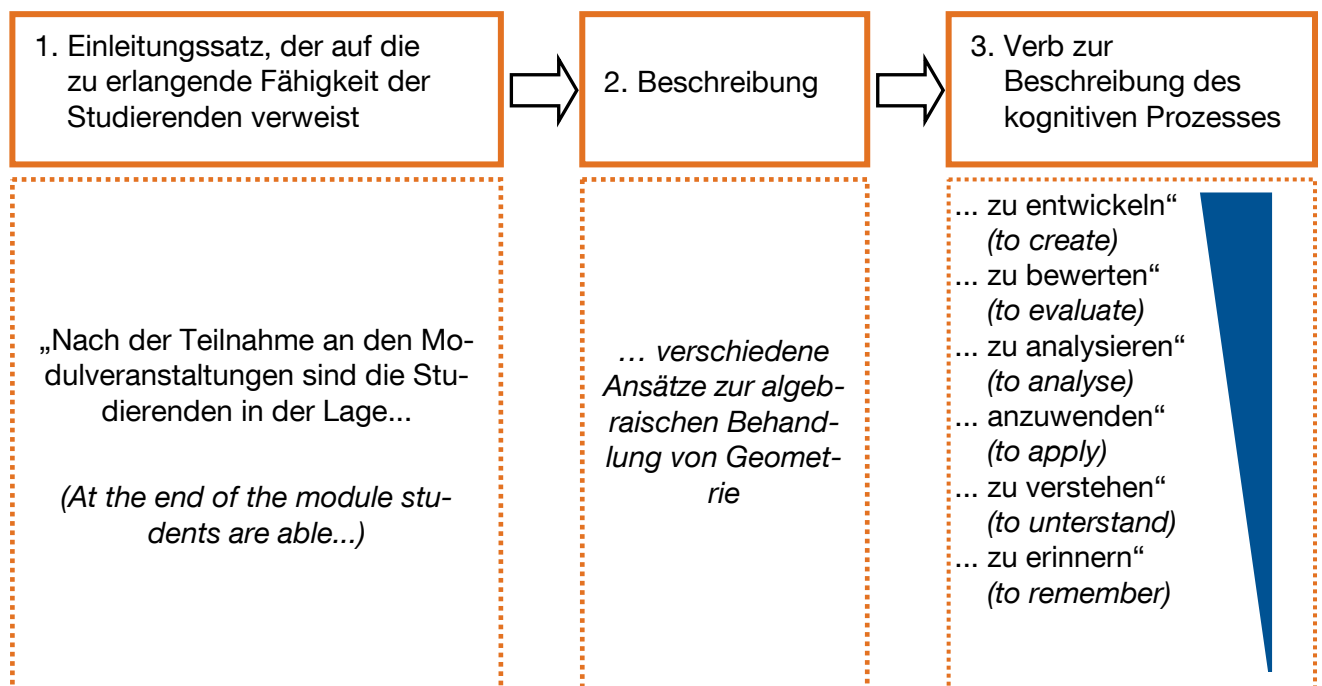 1. Einleitungssatz, der auf die
zu erlangende Fähigkeit der
Studierenden verweist
2. Beschreibung
3. Verb zur
Beschreibung des
kognitiven Prozesses
„Nach der Teilnahme an den Mo-
dulveranstaltungen sind die Stu-
dierenden in der Lage...
(At the end of the module stu-
dents are able...)
... verschiedene
Ansätze zur algeb-
raischen Behand-
lung von Geomet-
rie
... zu entwickeln“
(to create)
... zu bewerten“
(to evaluate)
... zu analysieren“
(to analyse)
... anzuwenden“
(to apply)
... zu verstehen“
(to unterstand)
... zu erinnern“
(to remember)